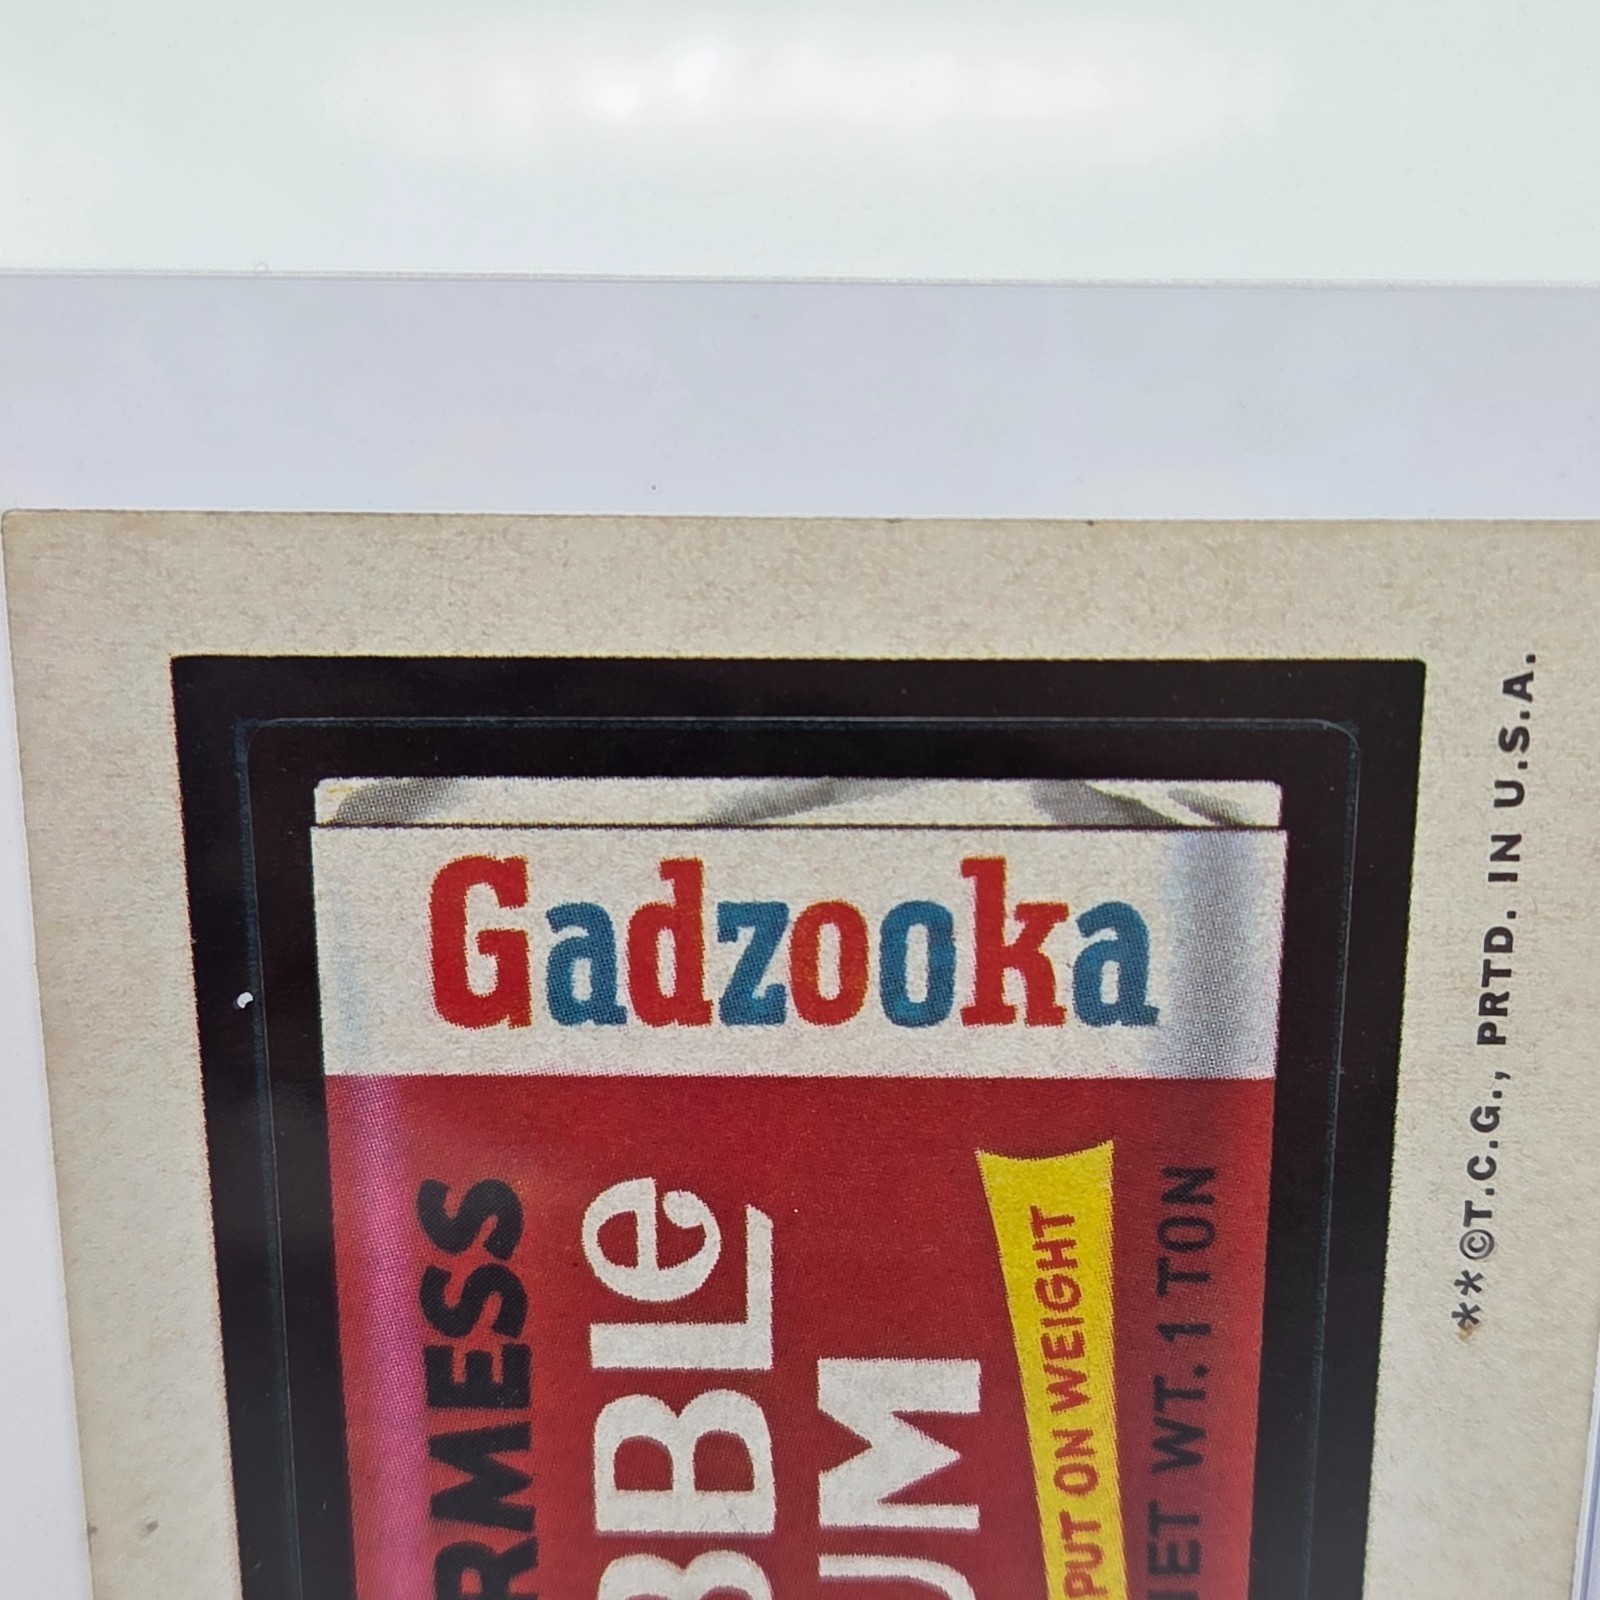 Gadzooka
RMESS
BBLe
UM
PUT ON WEIGHT
NET WT. 1 TON
**©T.C.G., PRTD. IN U.S.A.